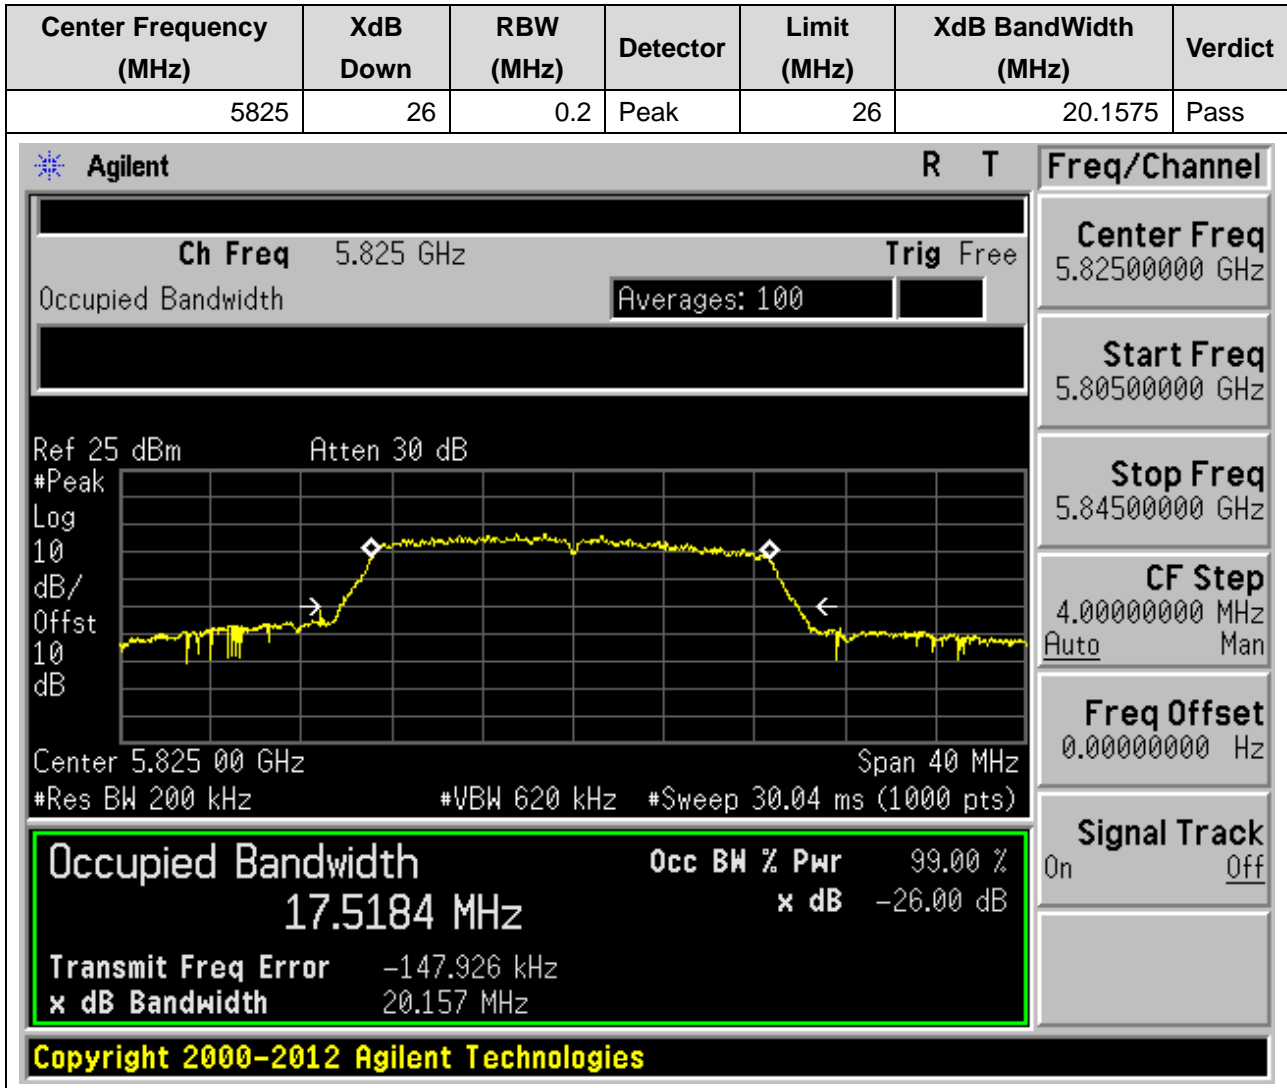 Center Frequency (MHz) XdB Down RBW (MHz) Detector Limit (MHz) XdB BandWidth (MHz) Verdict
5825 26 0.2 Peak 26 20.1575 Pass
Agilent R T
Ch Freq 5.825 GHz Trig Free
Occupied Bandwidth Averages: 100
Ref 25 dBm Atten 30 dB
#Peak
Log
10
dB/
Offst
10
dB
Center 5.825 00 GHz Span 40 MHz
#Res BW 200 kHz #VBW 620 kHz #Sweep 30.04 ms (1000 pts)
Occupied Bandwidth Occ BW % Pwr 99.00 %
17.5184 MHz x dB -26.00 dB
Transmit Freq Error -147.926 kHz
x dB Bandwidth 20.157 MHz
Copyright 2000-2012 Agilent Technologies
Freq/Channel
Center Freq
5.82500000 GHz
Start Freq
5.80500000 GHz
Stop Freq
5.84500000 GHz
CF Step
4.00000000 MHz
Auto Man
Freq Offset
0.00000000 Hz
Signal Track
On Off